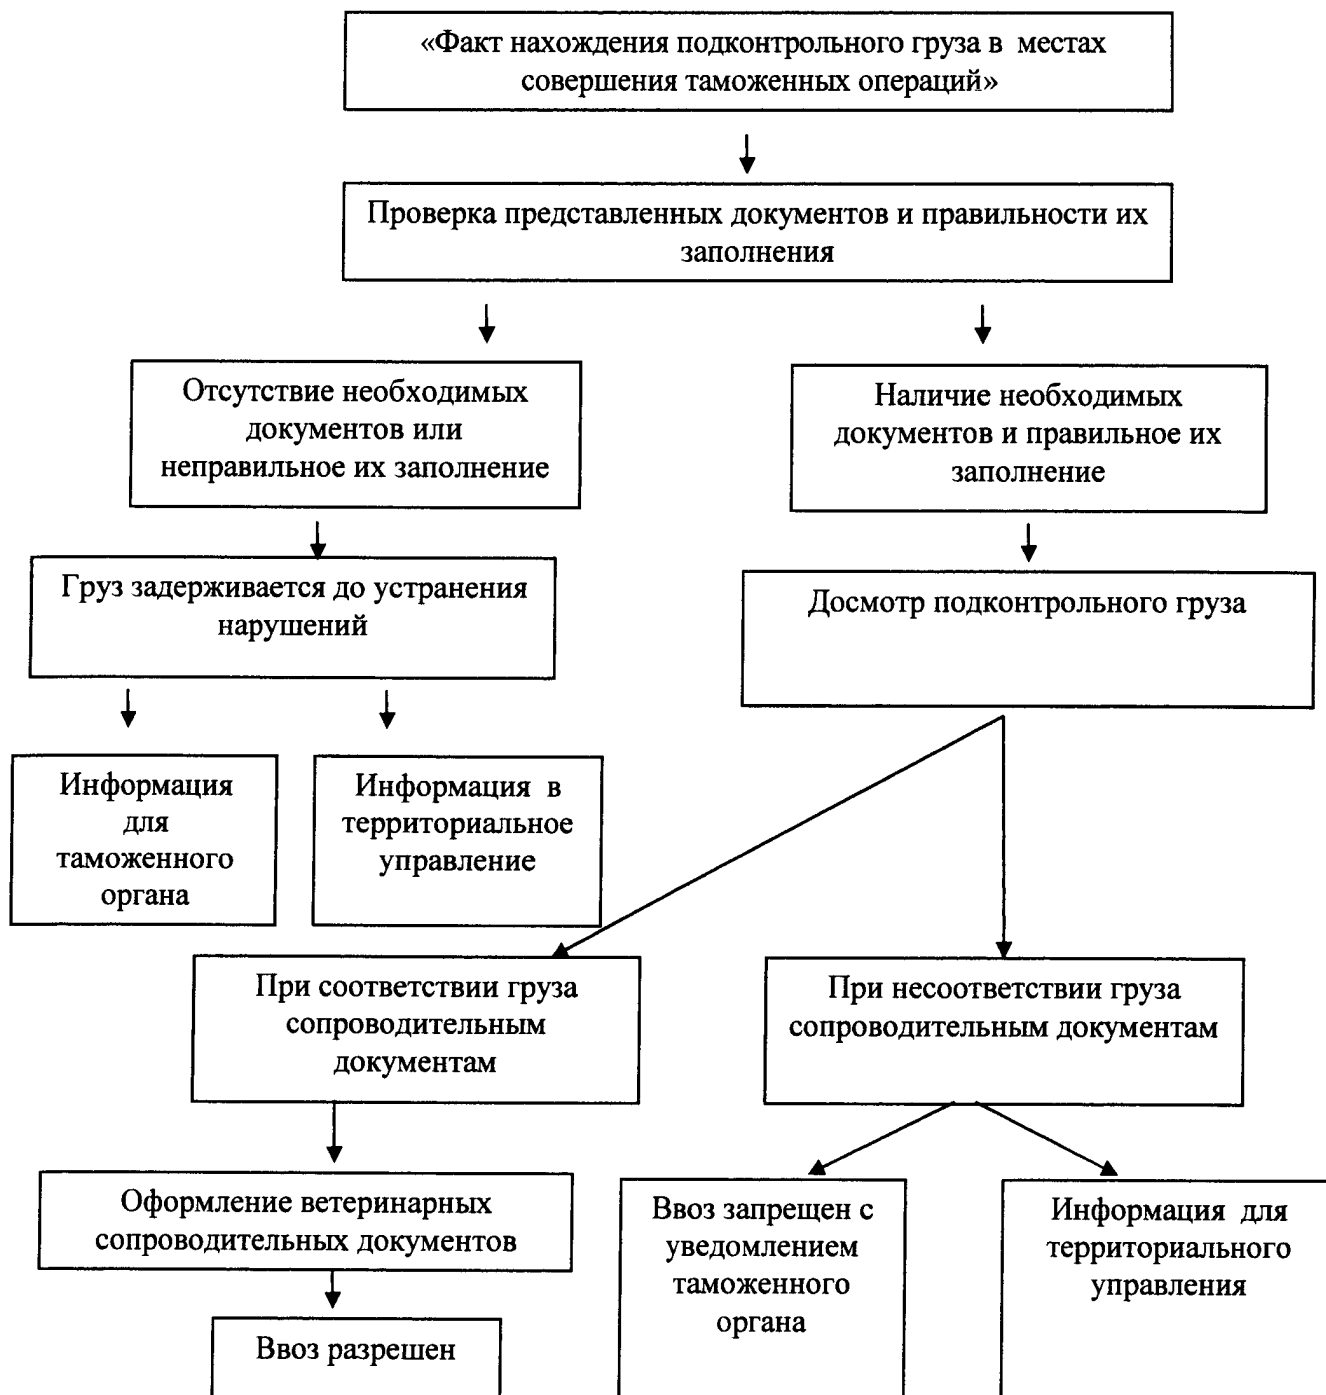 «Факт нахождения подконтрольного груза в местах
совершения таможенных операций»
Проверка представленных документов и правильности их
заполнения
Отсутствие необходимых
документов или
неправильное их заполнение
Наличие необходимых
документов и правильное их
заполнение
Груз задерживается до устранения
нарушений
Досмотр подконтрольного груза
Информация
для
таможенного
органа
Информация в
территориальное
управление
При соответствии груза
сопроводительным
документам
При несоответствии груза
сопроводительным документам
Оформление ветеринарных
сопроводительных документов
Ввоз запрещен с
уведомлением
таможенного
органа
Информация для
территориального
управления
Ввоз разрешен